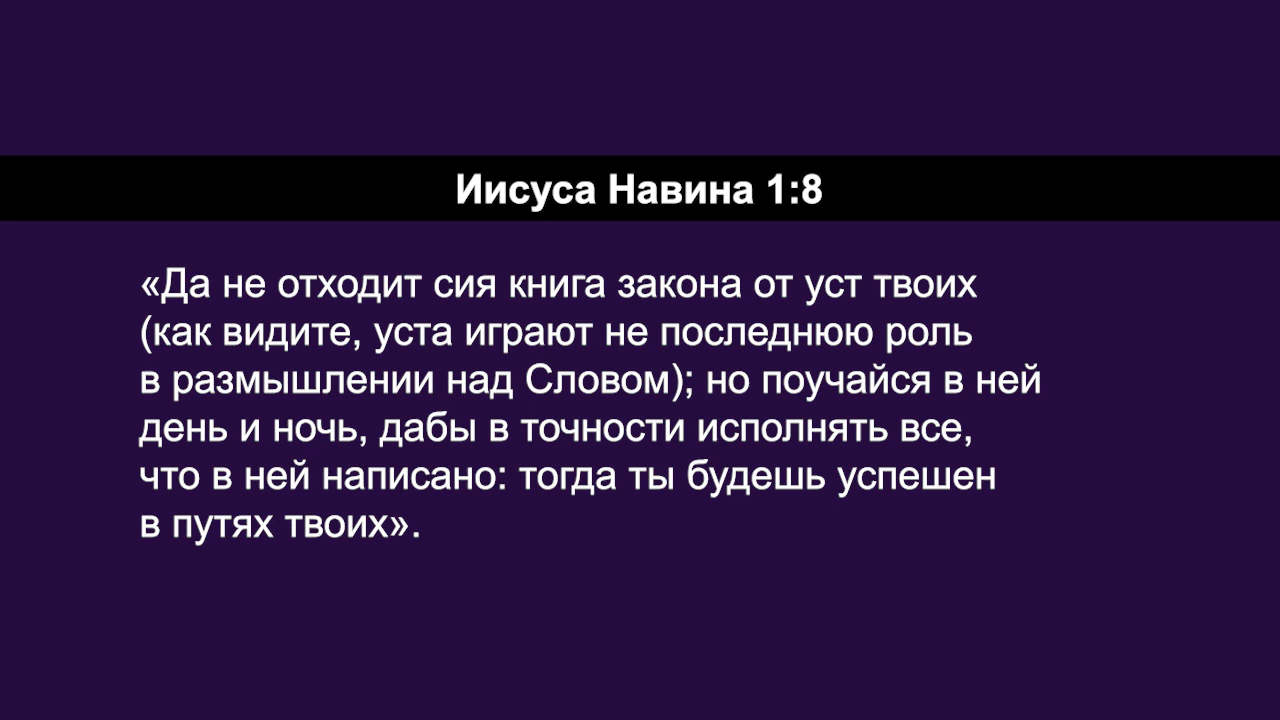 Иисуса Навина 1:8
«Да не отходит сия книга закона от уст твоих
(как видите, уста играют не последнюю роль
в размышлении над Словом); но поучайся в ней
день и ночь, дабы в точности исполнять все,
что в ней написано: тогда ты будешь успешен
в путях твоих».